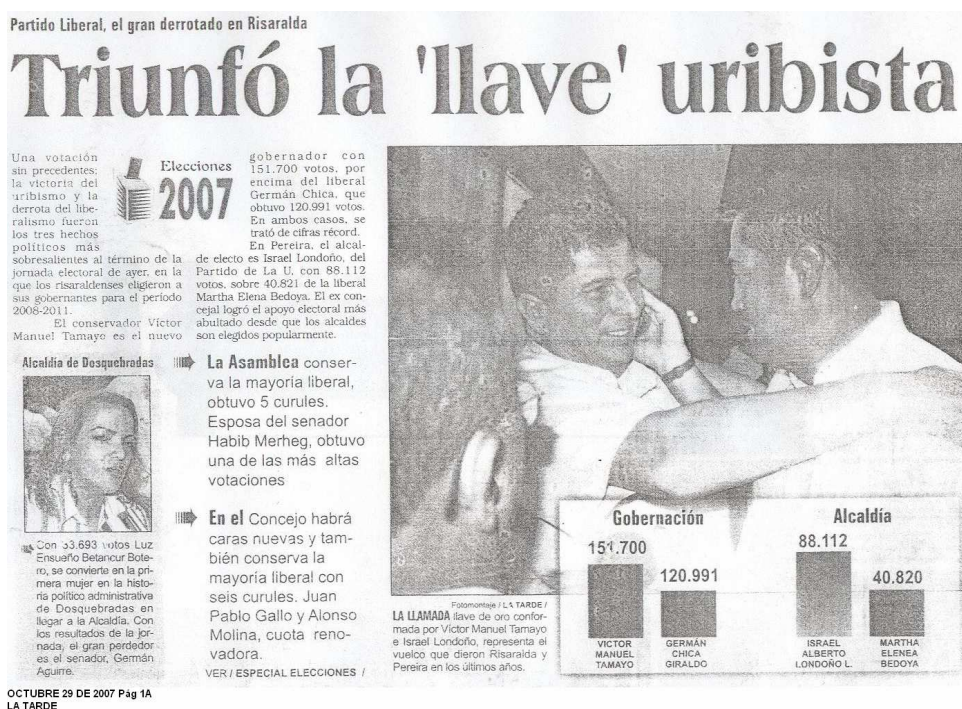 Partido Liberal, el gran derrotado en Risaralda
Triunfó la 'llave' uribista
Una votación
sin precedentes;
la victoria del
uribismo y la
derrota del libe-
ralismo fueron
los tres hechos
políticos más
sobresalientes al término de la
jornada electoral de ayer, en la
que los risaraldenses eligieron a
sus gobernantes para el período
2008-2011.
El conservador Víctor
Manuel Tamayo es el nuevo
Elecciones
2007
gobernador con
151.700 votos, por
encima del liberal
Germán Chica, que
obtuvo 120.991 votos.
En ambos casos, se
trató de cifras récord.
En Pereira, el alcal-
de electo es Israel Londoño, del
Partido de La U, con 88.112
votos, sobre 40.821 de la liberal
Martha Elena Bedoya. El ex con-
cejal logró el apoyo electoral más
abultado desde que los alcaldes
son elegidos popularmente.
Alcaldía de Dosquebradas
Con 33.693 votos Luz
Ensueño Betancur Bote-
ro, se convierte en la pri-
mera mujer en la histo-
ria político administrativa
de Dosquebradas en
llegar a la Alcaldía. Con
los resultados de la jor-
nada, el gran perdedor
es el senador, Germán
Aguirre.
La Asamblea conser-
va la mayoría liberal,
obtuvo 5 curules.
Esposa del senador
Habib Merheg, obtuvo
una de las más altas
votaciones
En el Concejo habrá
caras nuevas y tam-
bién conserva la
mayoría liberal con
seis curules. Juan
Pablo Gallo y Alonso
Molina, cuota reno-
vadora.
VER / ESPECIAL ELECCIONES /
Fotomontaje / LA TARDE /
LA LLAMADA llave de oro confor-
mada por Víctor Manuel Tamayo
e Israel Londoño, representa el
vuelco que dieron Risaralda y
Pereira en los últimos años.
Gobernación
151.700
120.991
VICTOR
MANUEL
TAMAYO
GERMÁN
CHICA
GIRALDO
Alcaldía
88.112
40.820
ISRAEL
ALBERTO
LONDOÑO L.
MARTHA
ELENEA
BEDOYA
OCTUBRE 29 DE 2007 Pág 1A
LA TARDE